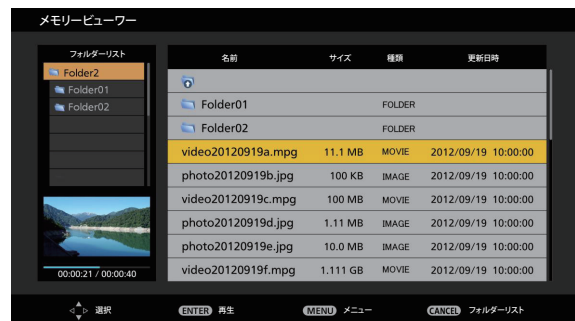 メモリービューワー
フォルダーリスト
Folder2
Folder01
Folder02
00:00:21 / 00:00:40
名前 サイズ 種類 更新日時
Folder01 FOLDER
Folder02 FOLDER
video20120919a.mpg 11.1 MB MOVIE 2012/09/19 10:00:00
photo20120919b.jpg 100 KB IMAGE 2012/09/19 10:00:00
video20120919c.mpg 100 MB MOVIE 2012/09/19 10:00:00
photo20120919d.jpg 1.11 MB IMAGE 2012/09/19 10:00:00
photo20120919e.jpg 10.0 MB IMAGE 2012/09/19 10:00:00
video20120919f.mpg 1.111 GB MOVIE 2012/09/19 10:00:00
選択 ENTER 再生 MENU メニュー CANCEL フォルダーリスト